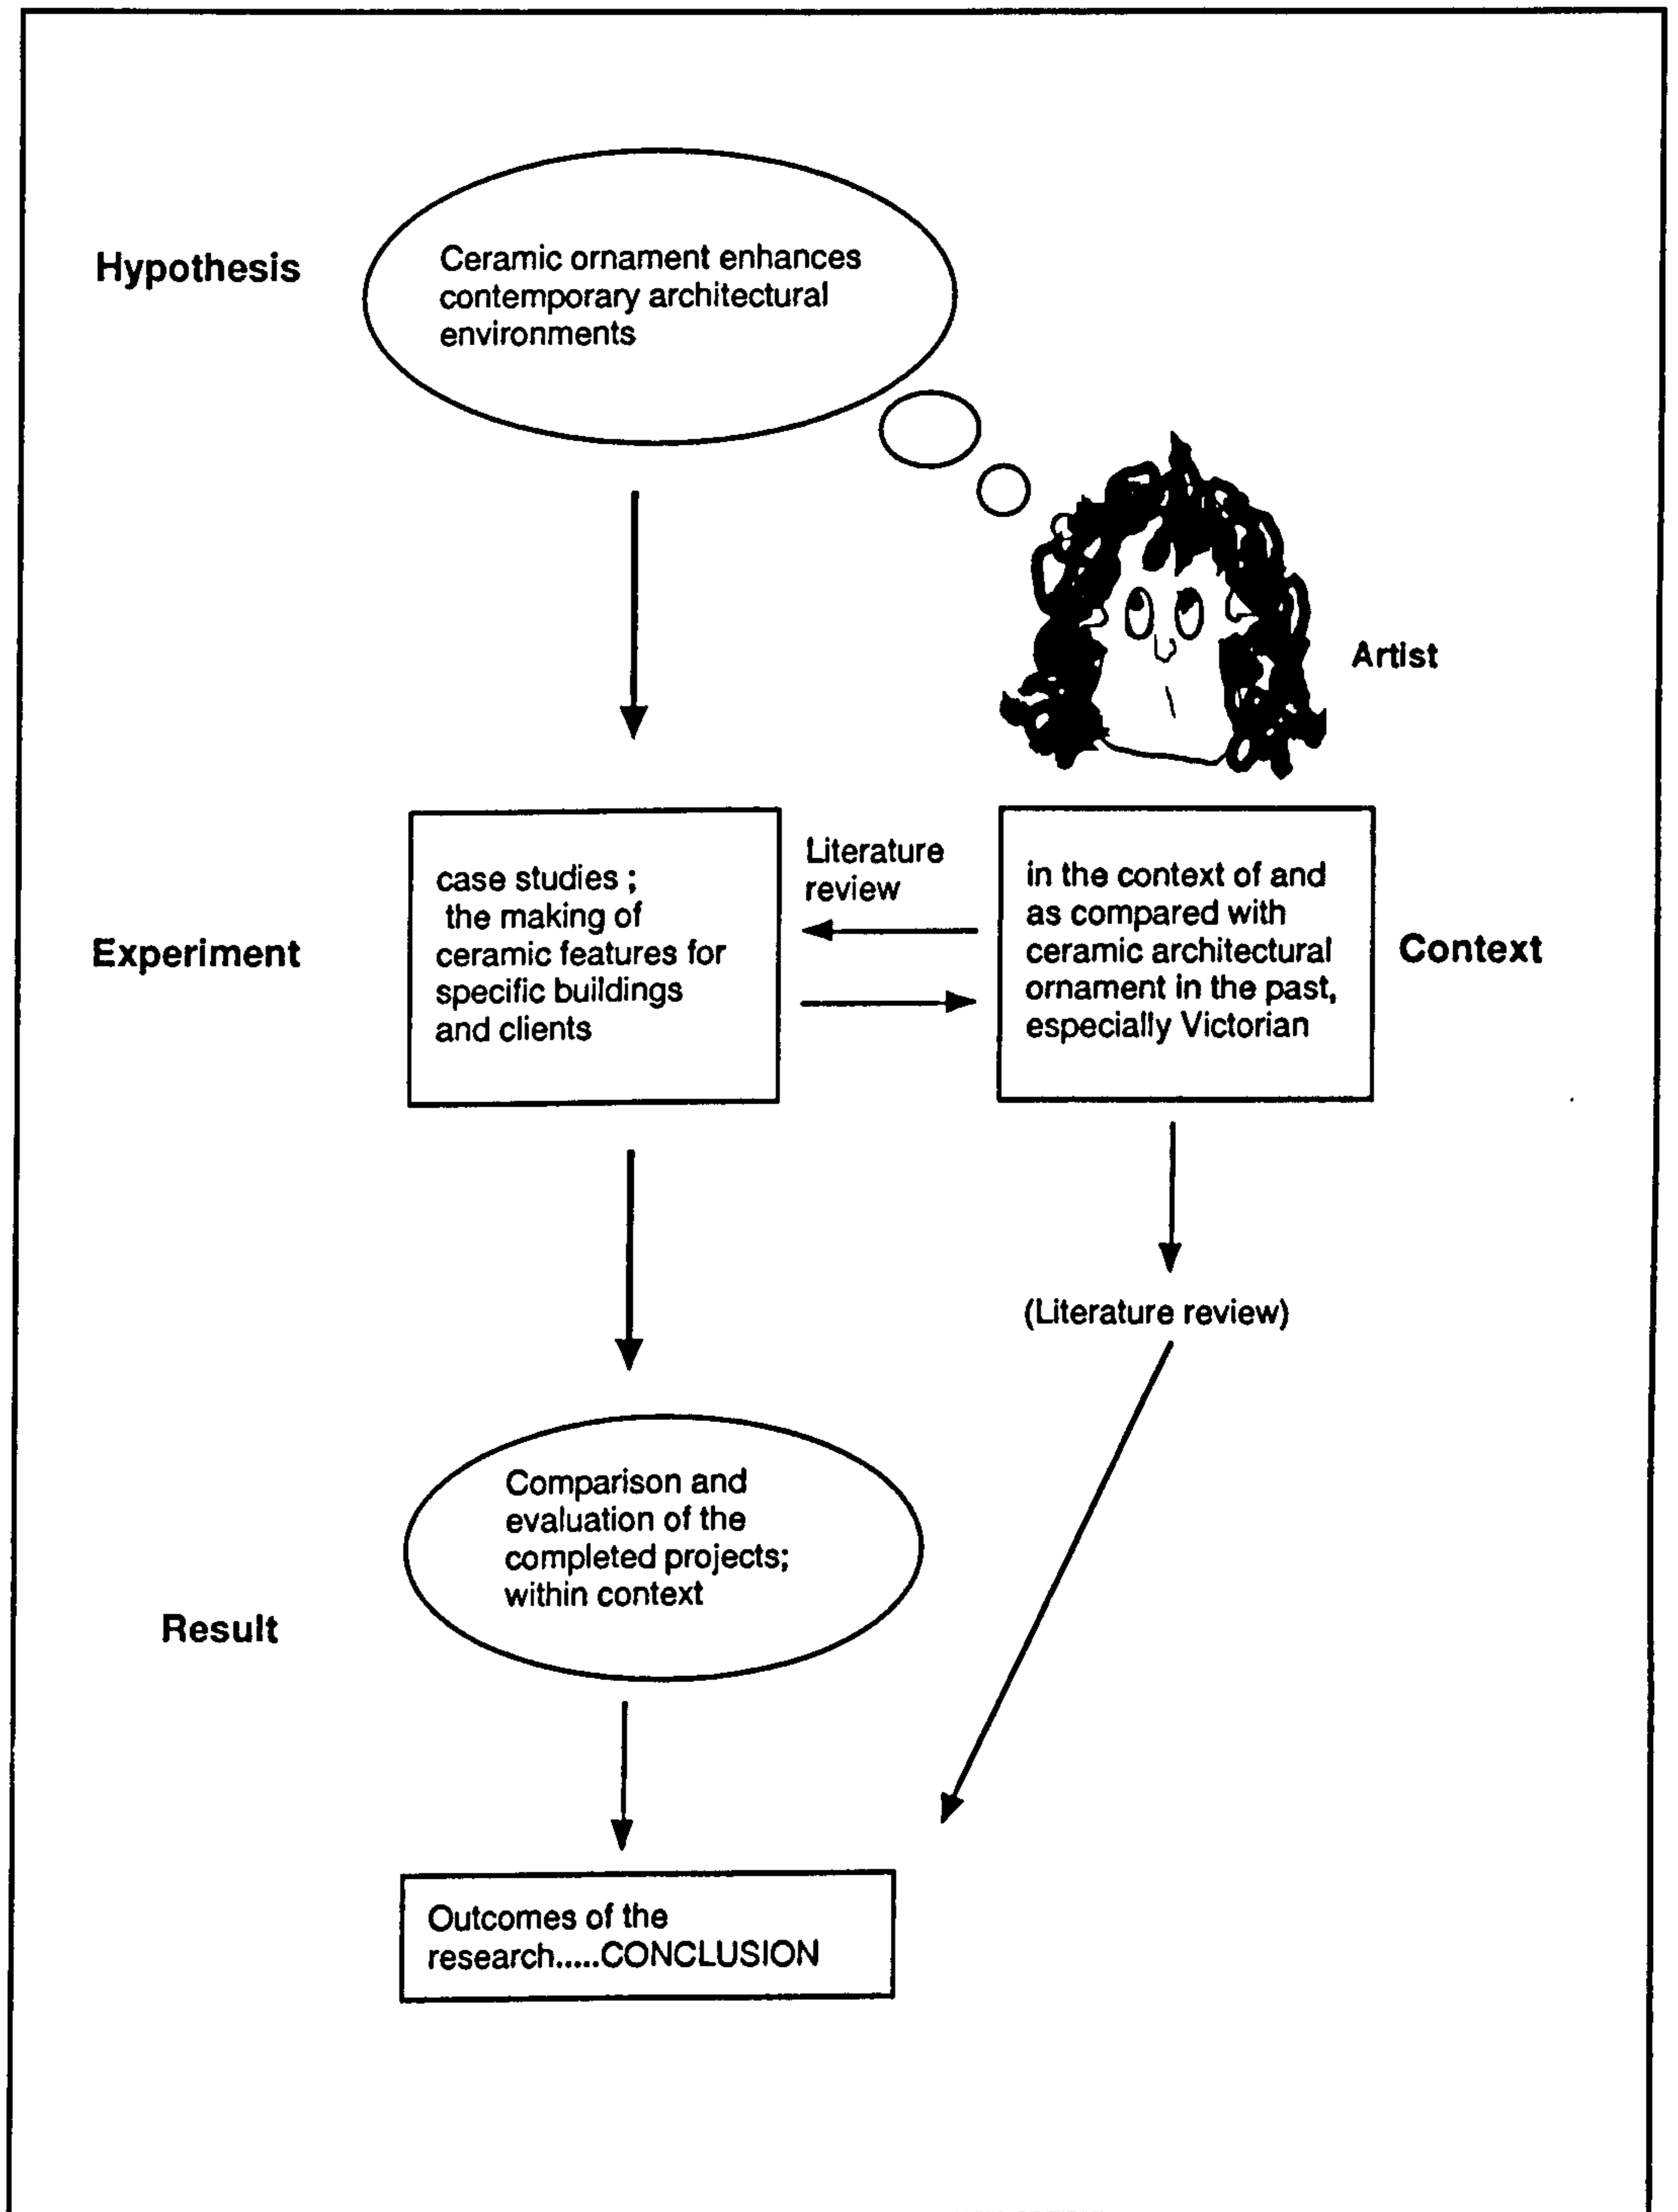 Hypothesis
Ceramic ornament enhances
contemporary architectural
environments
Artist
Experiment
case studies ;
the making of
ceramic features for
specific buildings
and clients
Literature
review
in the context of and
as compared with
ceramic architectural
ornament in the past,
especially Victorian
Context
(Literature review)
Result
Comparison and
evaluation of the
completed projects;
within context
Outcomes of the
research.....CONCLUSION